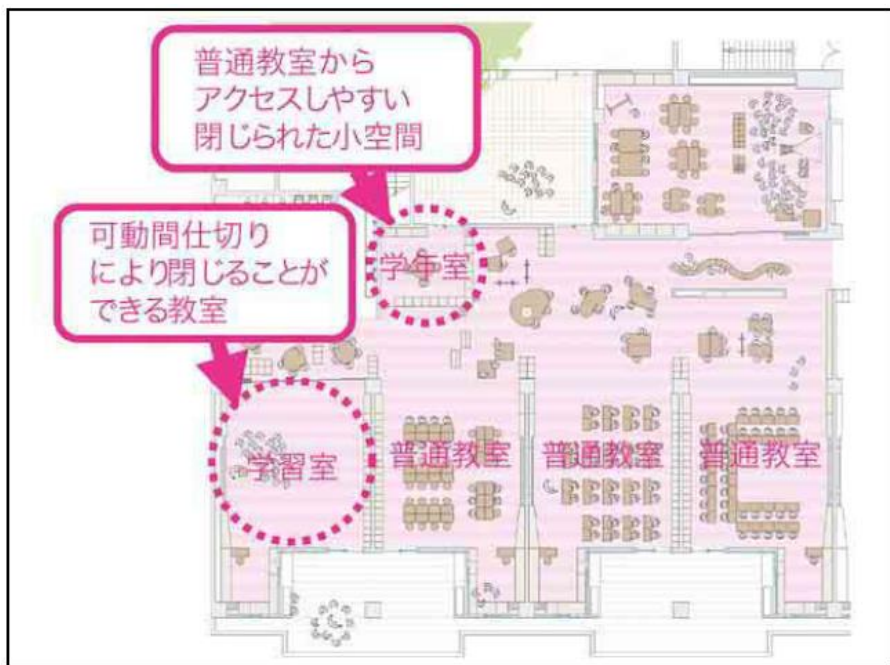 普通教室から
アクセスしやすい
閉じられた小空間
可動間仕切り
により閉じることが
できる教室
学年室
学習室
普通教室
普通教室
普通教室